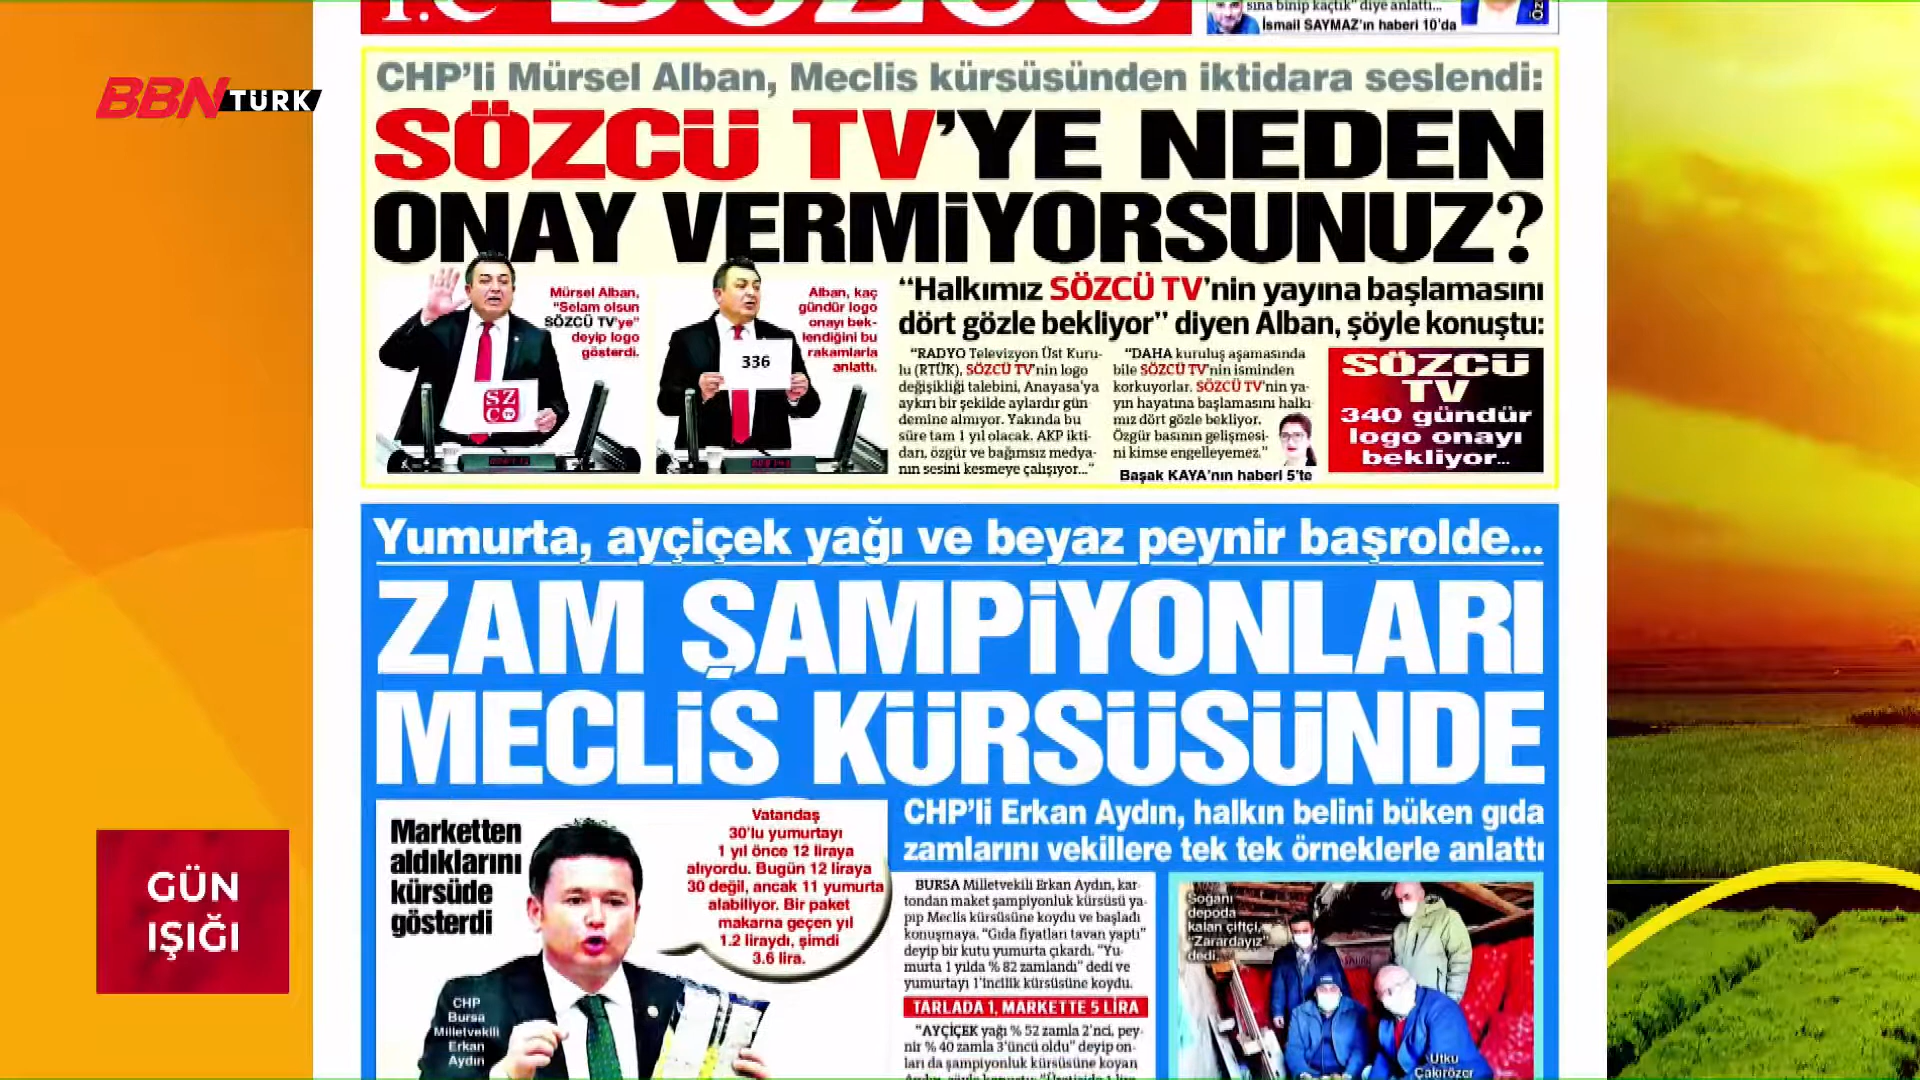 T.C. SÖZCÜ
sına binip kaçtık” diye anlattı...
İsmail SAYMAZ’ın haberi 10’da
BBN TÜRK
CHP’li Mürsel Alban, Meclis kürsüsünden iktidara seslendi:
SÖZCÜ TV’YE NEDEN
ONAY VERMİYORSUNUZ?
Mürsel Alban,
“Selam olsun
SÖZCÜ TV’ye”
deyip logo
gösterdi.
SZC TV
Alban, kaç
gündür logo
onayı bek-
lendiğini bu
rakamlarla
anlattı.
336
“Halkımız SÖZCÜ TV’nin yayına başlamasını
dört gözle bekliyor” diyen Alban, şöyle konuştu:
“RADYO Televizyon Üst Kuru-
lu (RTÜK), SÖZCÜ TV’nin logo
değişikliği talebini, Anayasa’ya
aykırı bir şekilde aylardır gün-
demine almıyor. Yakında bu
süre tam 1 yıl olacak. AKP ikti-
darı, özgür ve bağımsız medya-
nın sesini kesmeye çalışıyor...”
“DAHA kuruluş aşamasında
bile SÖZCÜ TV’nin isminden
korkuyorlar. SÖZCÜ TV’nin ya-
yın hayatına başlamasını halkı-
mız dört gözle bekliyor.
Özgür basının gelişmesi-
ni kimse engelleyemez.”
Başak KAYA’nın haberi 5’te
SÖZCÜ
TV
340 gündür
logo onayı
bekliyor...
Yumurta, ayçiçek yağı ve beyaz peynir başrolde...
ZAM ŞAMPİYONLARI
MECLİS KÜRSÜSÜNDE
Marketten
aldıklarını
kürsüde
gösterdi
Vatandaş
30’lu yumurtayı
1 yıl önce 12 liraya
alıyordu. Bugün 12 liraya
30 değil, ancak 11 yumurta
alabiliyor. Bir paket
makarna geçen yıl
1.2 liraydı, şimdi
3.6 lira.
CHP
Bursa
Milletvekili
Erkan
Aydın
CHP’li Erkan Aydın, halkın belini büken gıda
zamlarını vekillere tek tek örneklerle anlattı
BURSA Milletvekili Erkan Aydın, kar-
tondan maket şampiyonluk kürsüsü ya-
pıp Meclis kürsüsüne koydu ve başladı
konuşmaya. “Gıda fiyatları tavan yaptı”
deyip bir kutu yumurta çıkardı. “Yu-
murta 1 yılda % 82 zamlandı” dedi ve
yumurtayı 1’incilik kürsüsüne koydu.
TARLADA 1, MARKETTE 5 LİRA
“AYÇİÇEK yağı % 52 zamla 2’nci, pey-
nir % 40 zamla 3’üncü oldu” deyip on-
ları da şampiyonluk kürsüsüne koyan
Aydın, şöyle konuştu: “Üreticide 1 lira
Soğanı
depoda
kalan çiftçi,
“Zarardayız”
dedi.
Utku
Çakırözer
GÜN
IŞIĞI